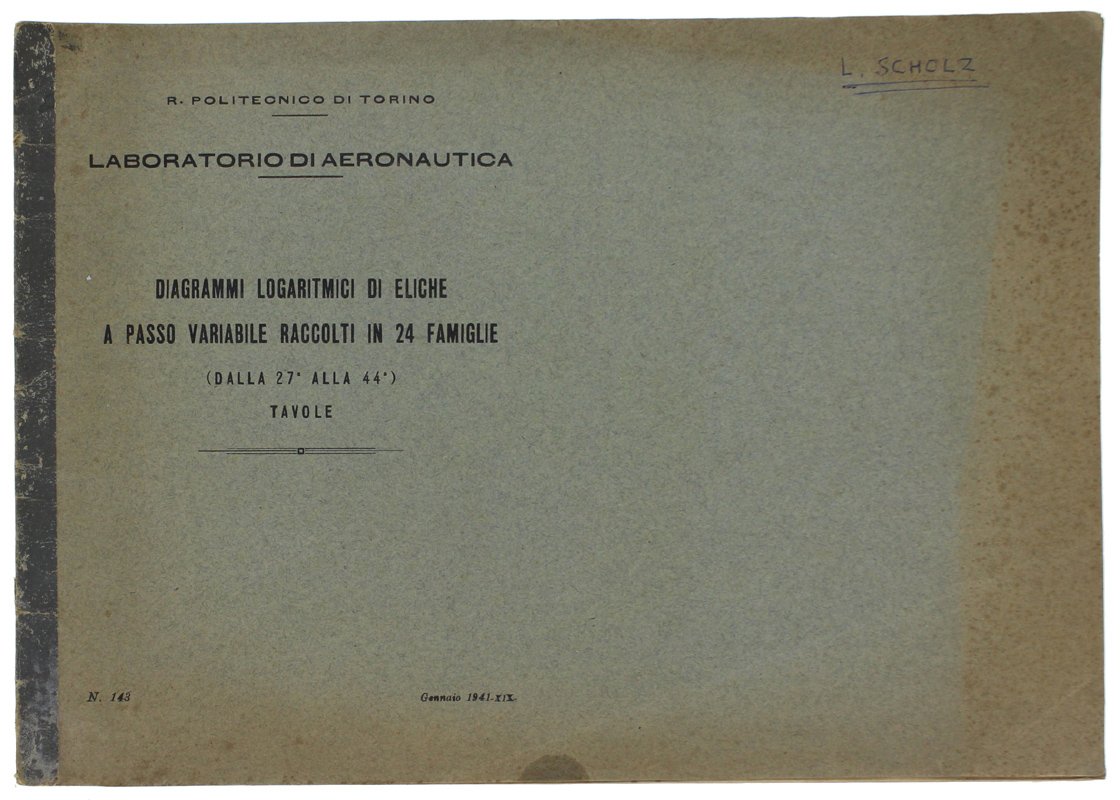 L. SCHOLZ
R. POLITECNICO DI TORINO
LABORATORIO DI AERONAUTICA
DIAGRAMMI LOGARITMICI DI ELICHE
A PASSO VARIABILE RACCOLTI IN 24 FAMIGLIE
(DALLA 27ª ALLA 44ª)
TAVOLE
N. 143
Gennaio 1941-XIX-